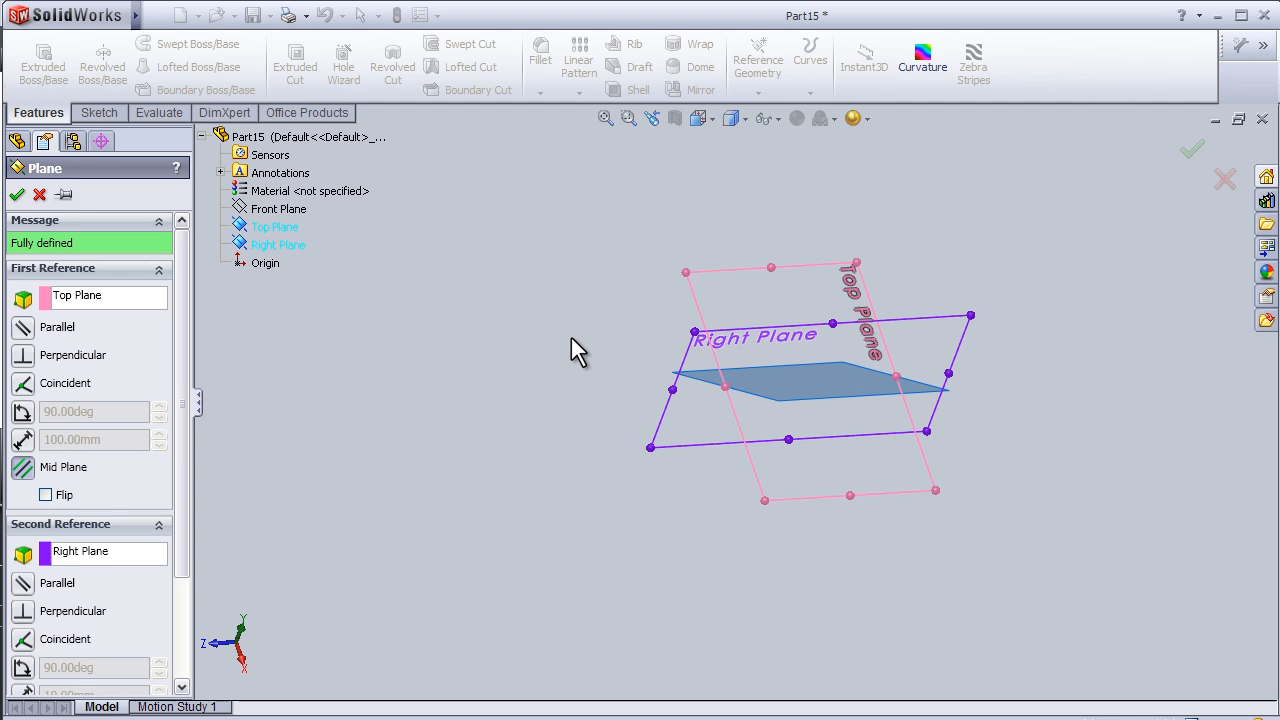 SolidWorks
Part15 *
Extruded Boss/Base
Revolved Boss/Base
Swept Boss/Base
Lofted Boss/Base
Boundary Boss/Base
Extruded Cut
Hole Wizard
Revolved Cut
Swept Cut
Lofted Cut
Boundary Cut
Fillet
Linear Pattern
Rib
Draft
Shell
Wrap
Dome
Mirror
Reference Geometry
Curves
Instant3D
Curvature
Zebra Stripes
Features
Sketch
Evaluate
DimXpert
Office Products
Plane
?
Message
Fully defined
First Reference
Top Plane
Parallel
Perpendicular
Coincident
90.00deg
100.00mm
Mid Plane
Flip
Second Reference
Right Plane
Parallel
Perpendicular
Coincident
90.00deg
10.00mm
Part15 (Default<<Default>_...
Sensors
Annotations
Material <not specified>
Front Plane
Top Plane
Right Plane
Origin
Top Plane
Right Plane
Y
Z
X
Model
Motion Study 1